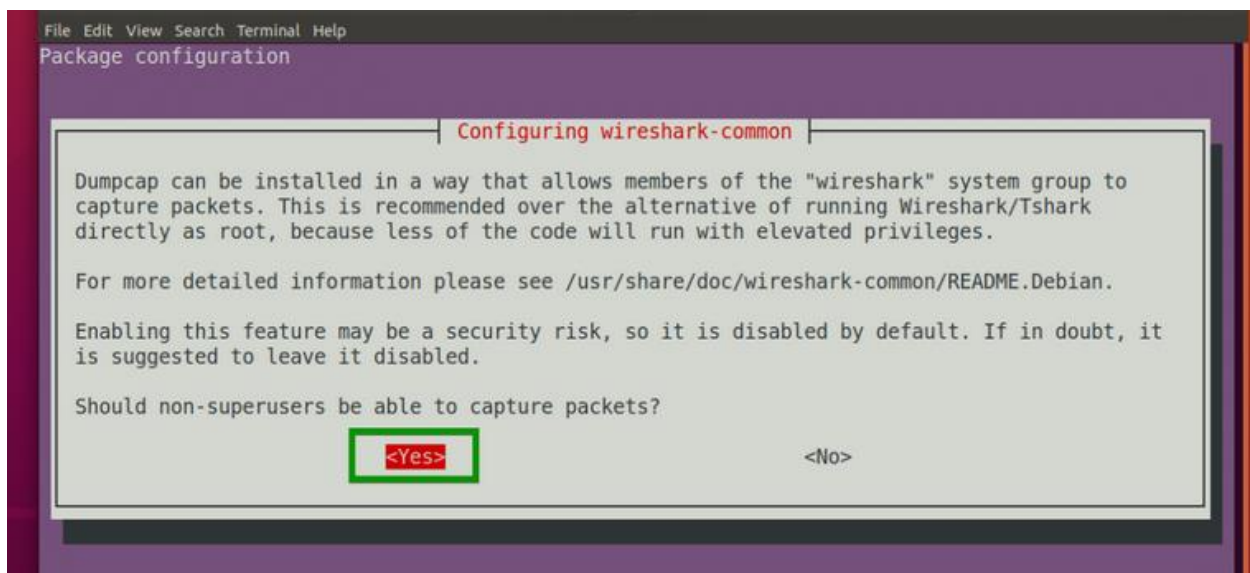 File Edit View Search Terminal Help
Package configuration
Configuring wireshark-common
Dumpcap can be installed in a way that allows members of the "wireshark" system group to
capture packets. This is recommended over the alternative of running Wireshark/Tshark
directly as root, because less of the code will run with elevated privileges.
For more detailed information please see /usr/share/doc/wireshark-common/README.Debian.
Enabling this feature may be a security risk, so it is disabled by default. If in doubt, it
is suggested to leave it disabled.
Should non-superusers be able to capture packets?
<Yes> <No>